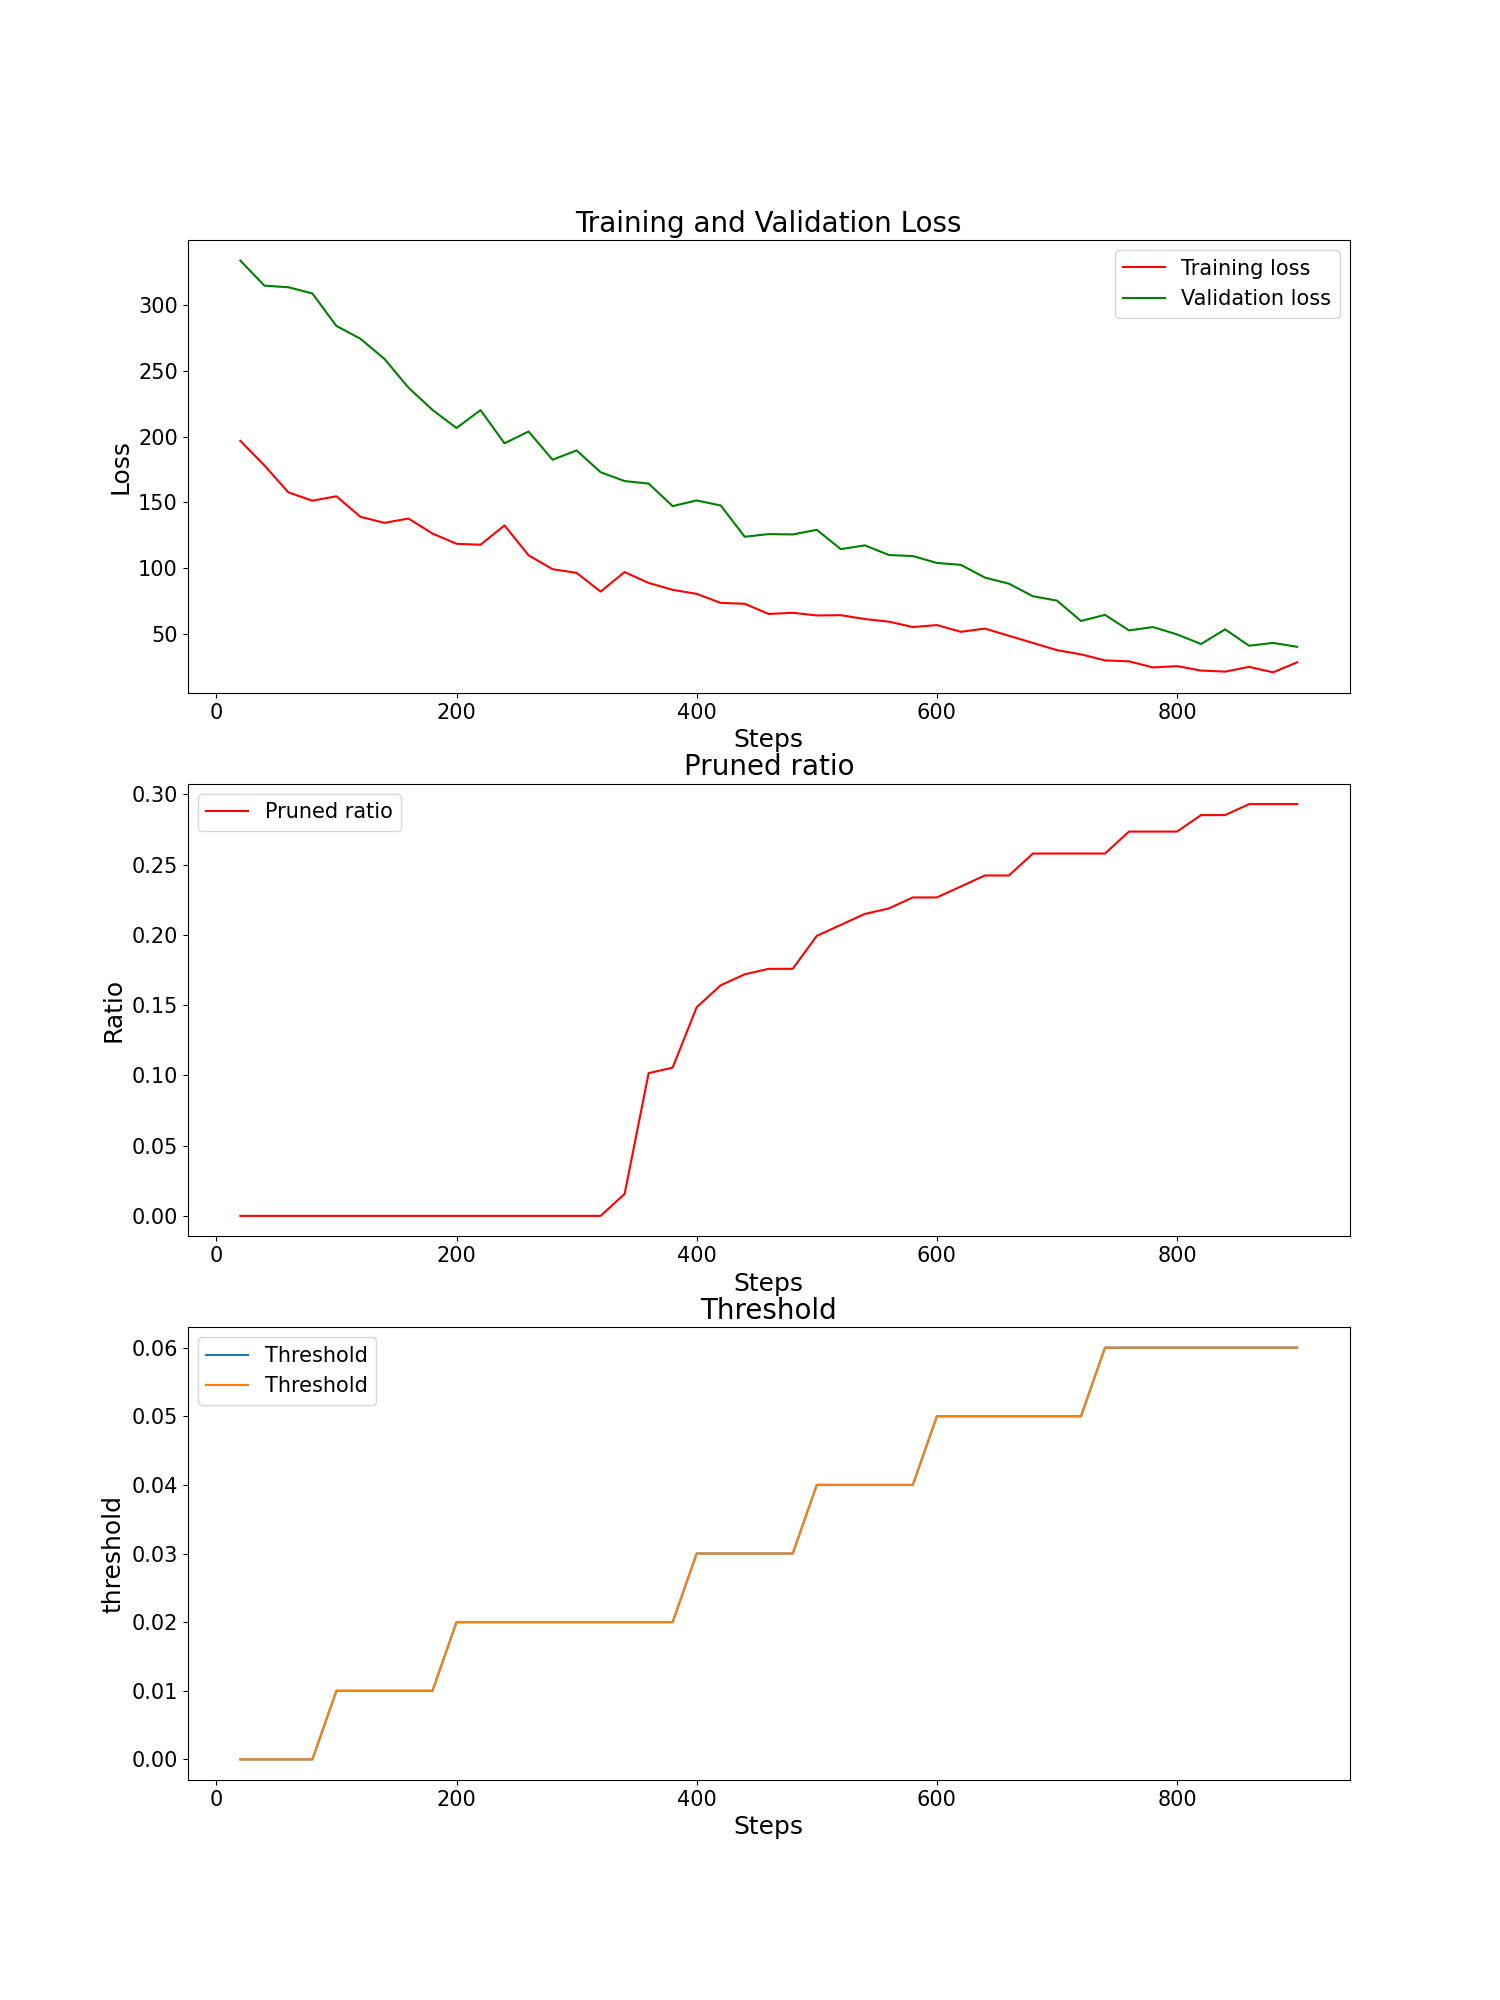 Training and Validation Loss
Training loss
Validation loss
Loss
300
250
200
150
100
50
0 200 400 600 800
Steps
Pruned ratio
Pruned ratio
Ratio
0.30
0.25
0.20
0.15
0.10
0.05
0.00
0 200 400 600 800
Steps
Threshold
Threshold
Threshold
threshold
0.06
0.05
0.04
0.03
0.02
0.01
0.00
0 200 400 600 800
Steps